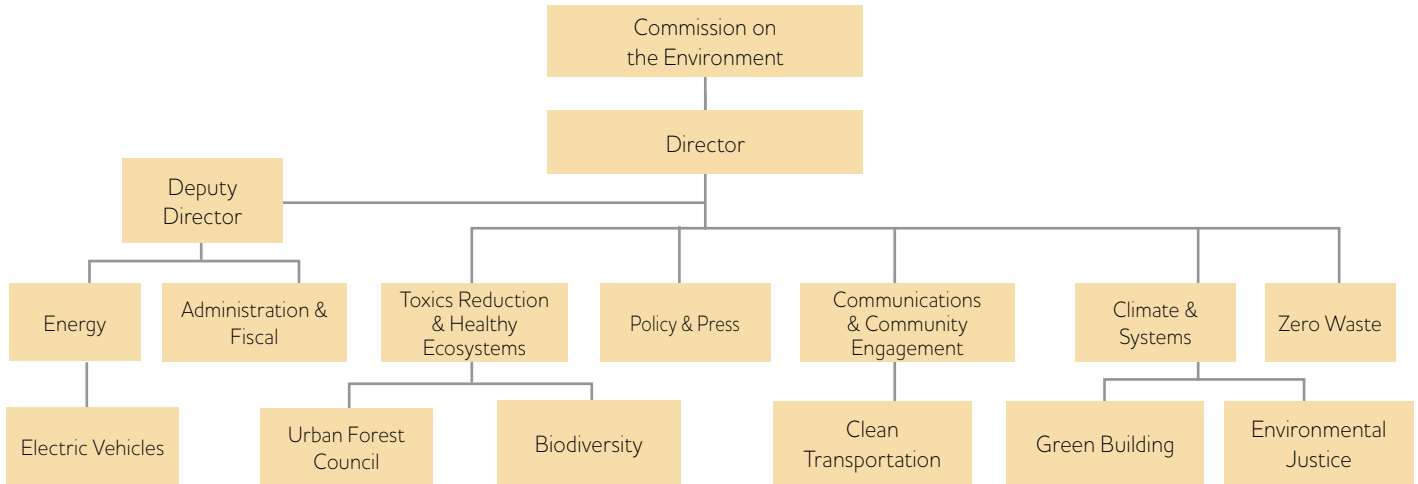 Commission on
the Environment
Director
Deputy
Director
Energy
Administration &
Fiscal
Toxics Reduction
& Healthy
Ecosystems
Policy & Press
Communications
& Community
Engagement
Climate &
Systems
Zero Waste
Electric Vehicles
Urban Forest
Council
Biodiversity
Clean
Transportation
Green Building
Environmental
Justice